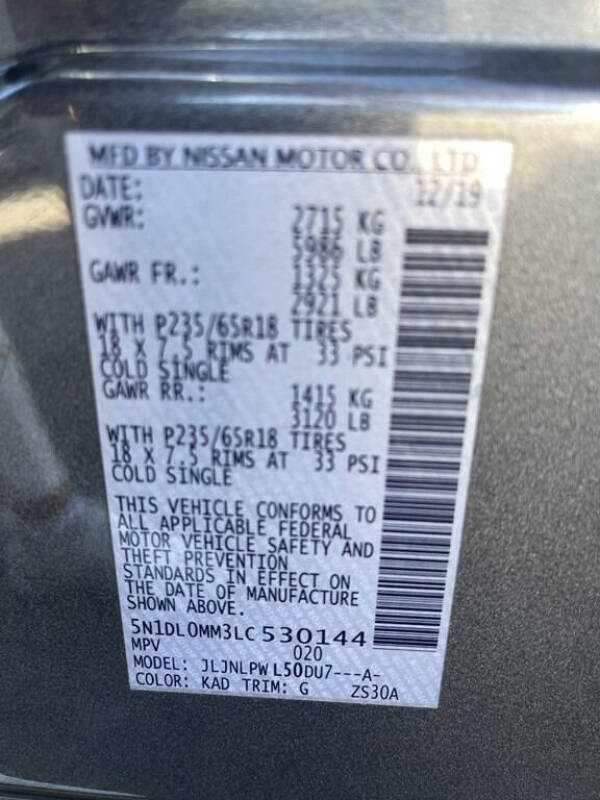 MFD BY NISSAN MOTOR CO., LTD
DATE: 12/19
GVWR: 2715 KG
5986 LB
GAWR FR.: 1325 KG
2921 LB
WITH P235/65R18 TIRES
18 X 7.5 RIMS AT 33 PSI
COLD SINGLE
GAWR RR.: 1415 KG
3120 LB
WITH P235/65R18 TIRES
18 X 7.5 RIMS AT 33 PSI
COLD SINGLE
THIS VEHICLE CONFORMS TO
ALL APPLICABLE FEDERAL
MOTOR VEHICLE SAFETY AND
THEFT PREVENTION
STANDARDS IN EFFECT ON
THE DATE OF MANUFACTURE
SHOWN ABOVE.
5N1DL0MM3LC530144
MPV 020
MODEL: JLJNLPWL50DU7---A-
COLOR: KAD TRIM: G ZS30A